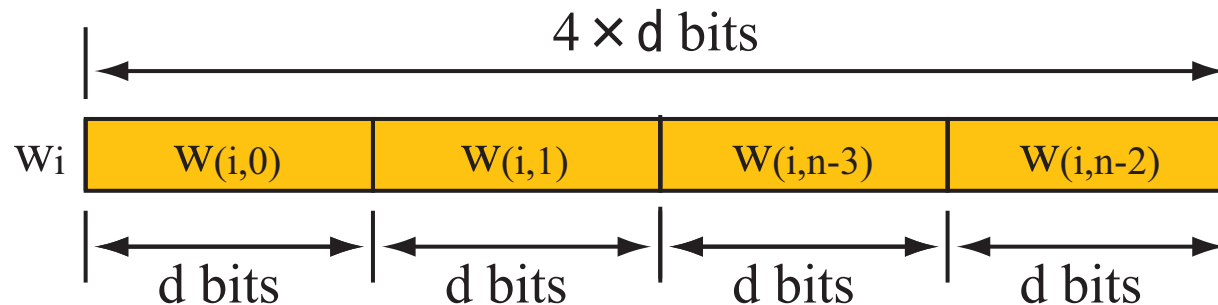 4 × d bits
Wi W(i,0) W(i,1) W(i,n-3) W(i,n-2)
d bits d bits d bits d bits